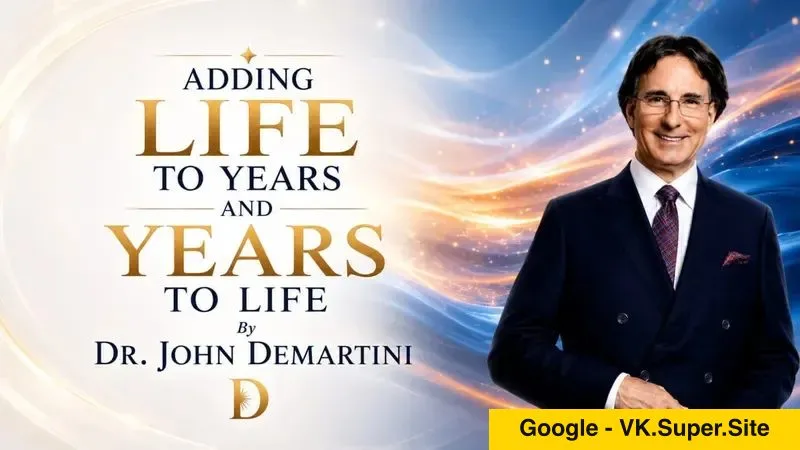 ADDING
LIFE
TO YEARS
AND
YEARS
TO LIFE
By
DR. JOHN DEMARTINI
D
Google - VK.Super.Site